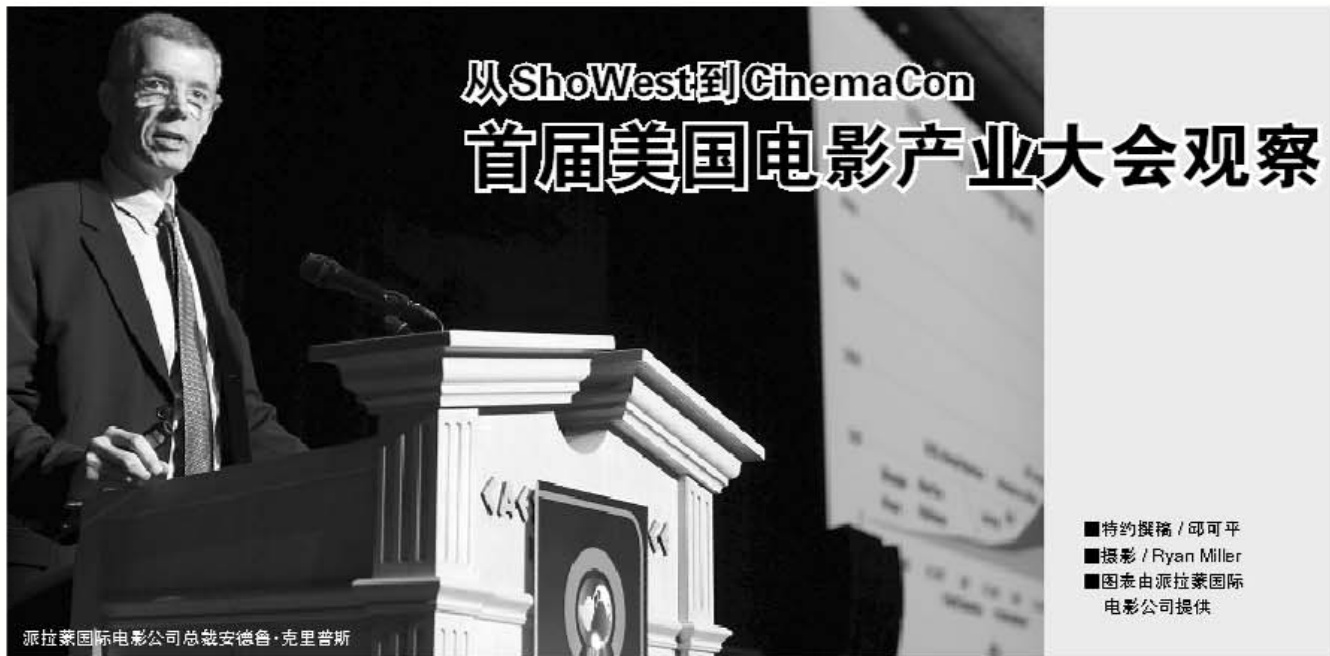 从ShoWest到CinemaCon
首届美国电影产业大会观察
■特约撰稿 / 邱可平
■摄影 / Ryan Miller
■图表由派拉蒙国际
电影公司提供
派拉蒙国际电影公司总裁安德鲁·克里普斯